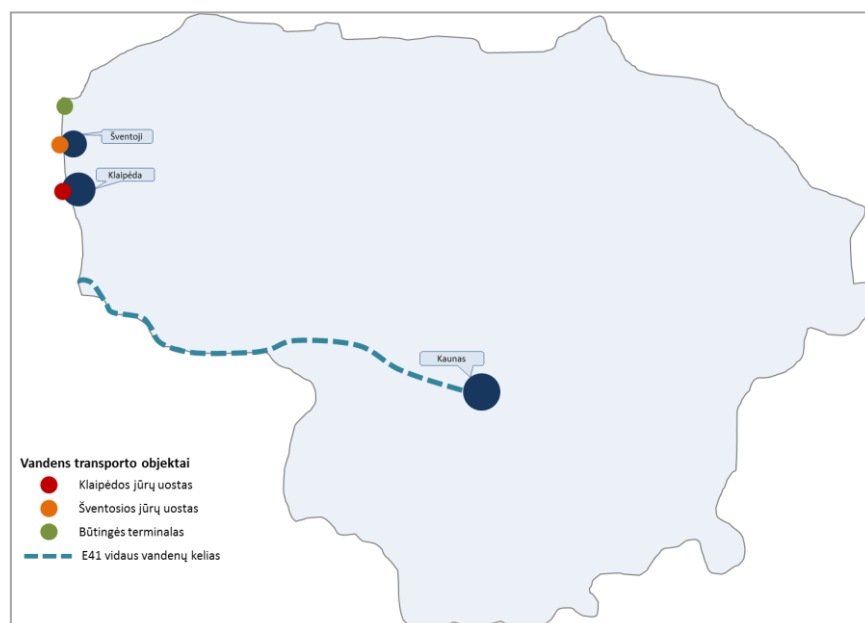 Šventoji
Klaipėda
Kaunas
Vandens transporto objektai
Klaipėdos jūrų uostas
Šventosios jūrų uostas
Būtingės terminalas
E41 vidaus vandenų kelias